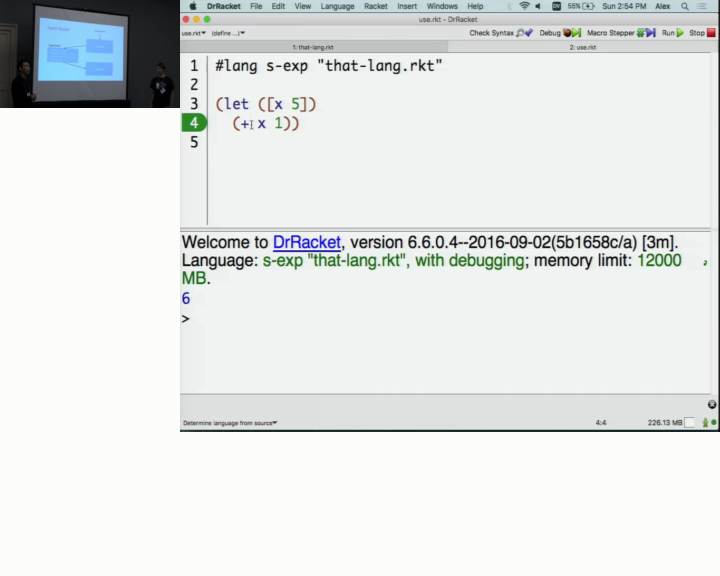 DrRacket File Edit View Language Racket Insert Windows Help 55% Sun 2:54 PM Alex
use.rkt - DrRacket
use.rkt▾ (define ...)▾ Check Syntax Debug Macro Stepper Run Stop
1: that-lang.rkt 2: use.rkt
1 #lang s-exp "that-lang.rkt"
2
3 (let ([x 5])
4 (+ x 1))
5
Welcome to DrRacket, version 6.6.0.4--2016-09-02(5b1658c/a) [3m].
Language: s-exp "that-lang.rkt", with debugging; memory limit: 12000
MB.
6
>
Determine language from source▾ 4:4 226.13 MB